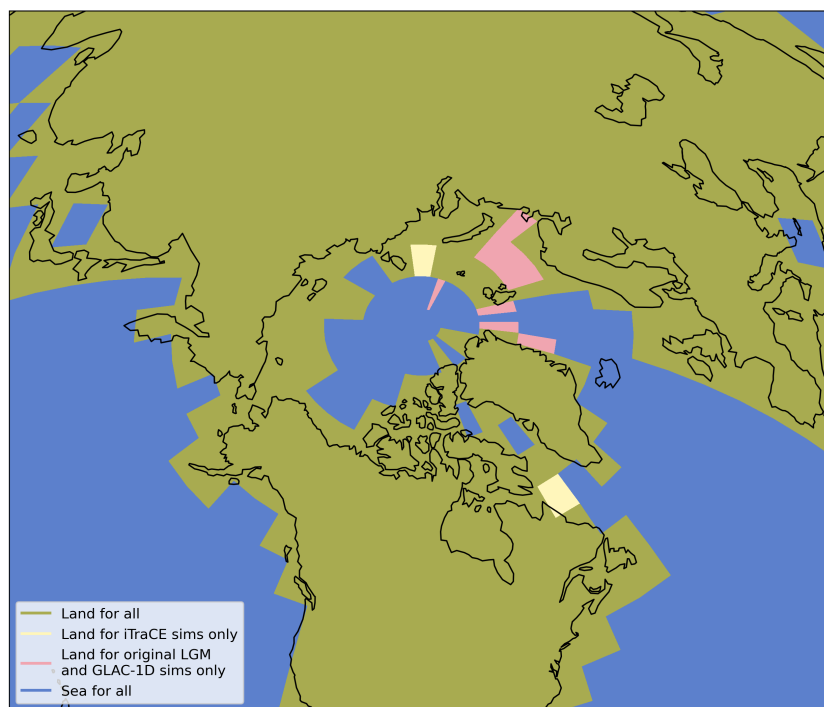 Land for all
Land for iTraCE sims only
Land for original LGM
and GLAC-1D sims only
Sea for all